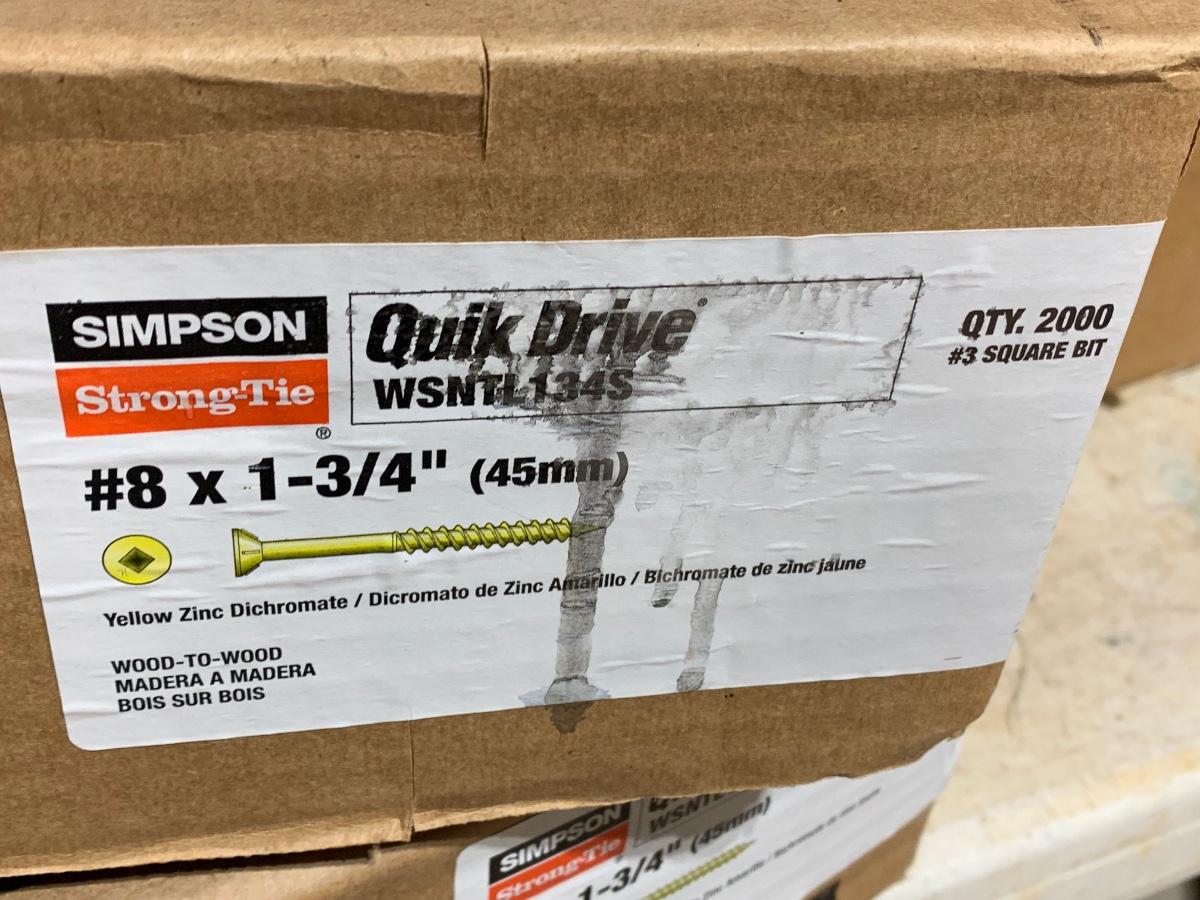 SIMPSON
Strong-Tie
®
Quik Drive®
WSNTL134S
QTY. 2000
#3 SQUARE BIT
#8 x 1-3/4" (45mm)
Yellow Zinc Dichromate / Dicromato de Zinc Amarillo / Bichromate de zinc jaune
WOOD-TO-WOOD
MADERA A MADERA
BOIS SUR BOIS
SIMPSON
Strong-Tie
1-3/4" (45mm)